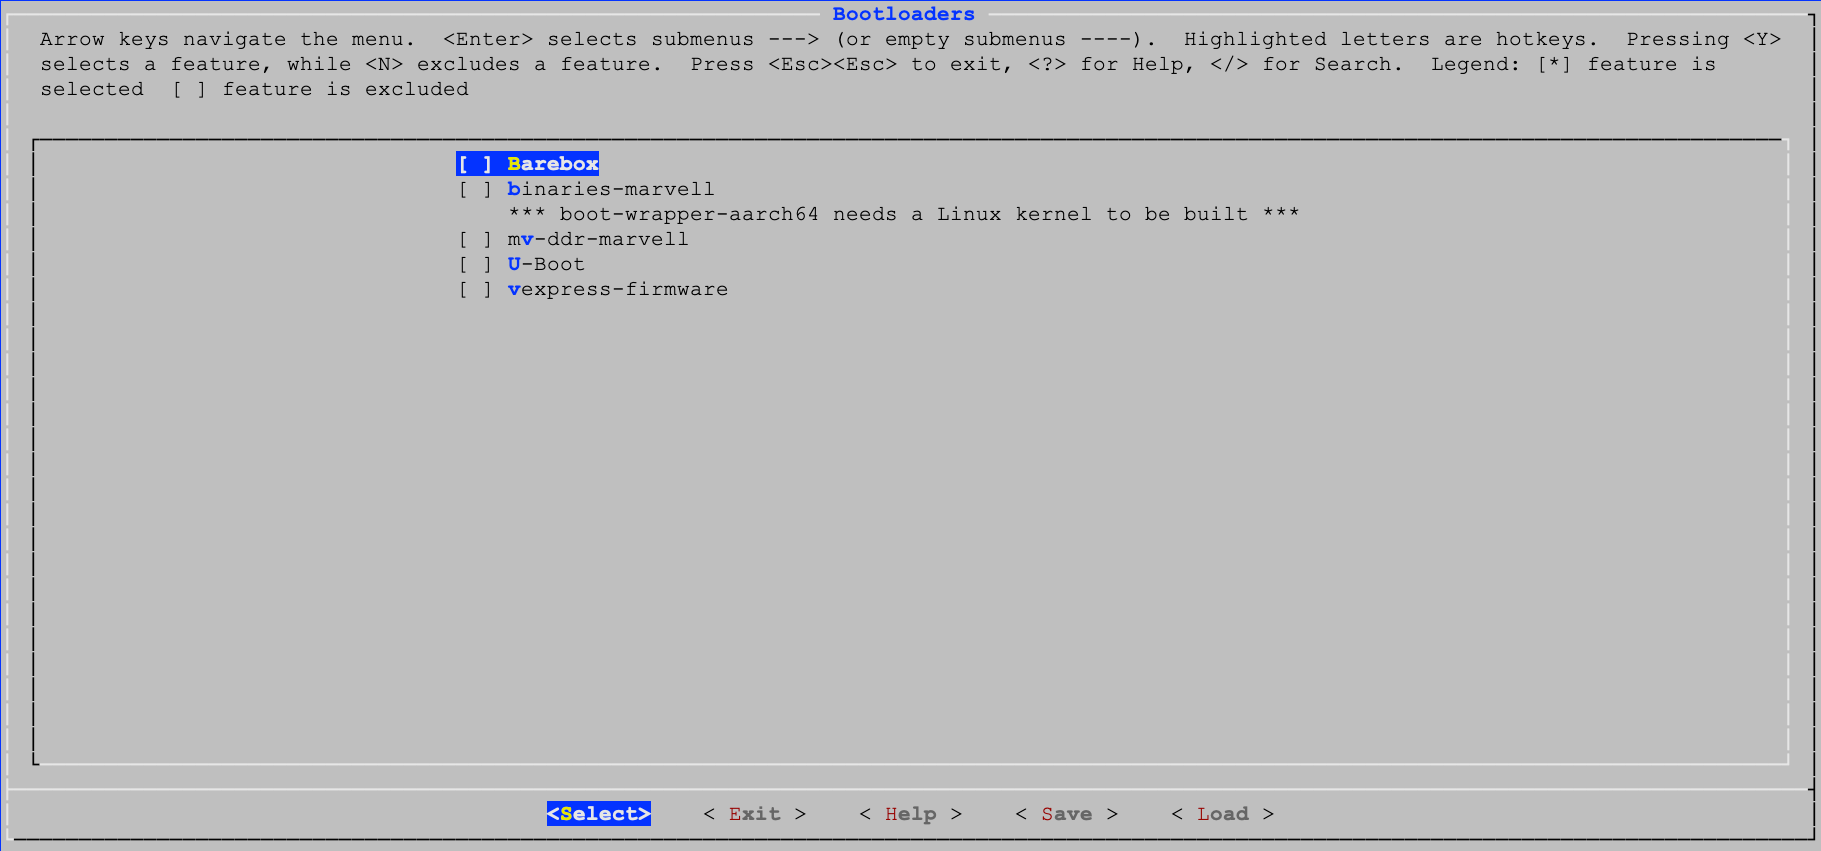 Bootloaders
Arrow keys navigate the menu.  <Enter> selects submenus ---> (or empty submenus ----).  Highlighted letters are hotkeys.  Pressing <Y>
selects a feature, while <N> excludes a feature.  Press <Esc><Esc> to exit, <?> for Help, </> for Search.  Legend: [*] feature is
selected  [ ] feature is excluded
[ ] Barebox
[ ] binaries-marvell
*** boot-wrapper-aarch64 needs a Linux kernel to be built ***
[ ] mv-ddr-marvell
[ ] U-Boot
[ ] vexpress-firmware
<Select>    < Exit >    < Help >    < Save >    < Load >